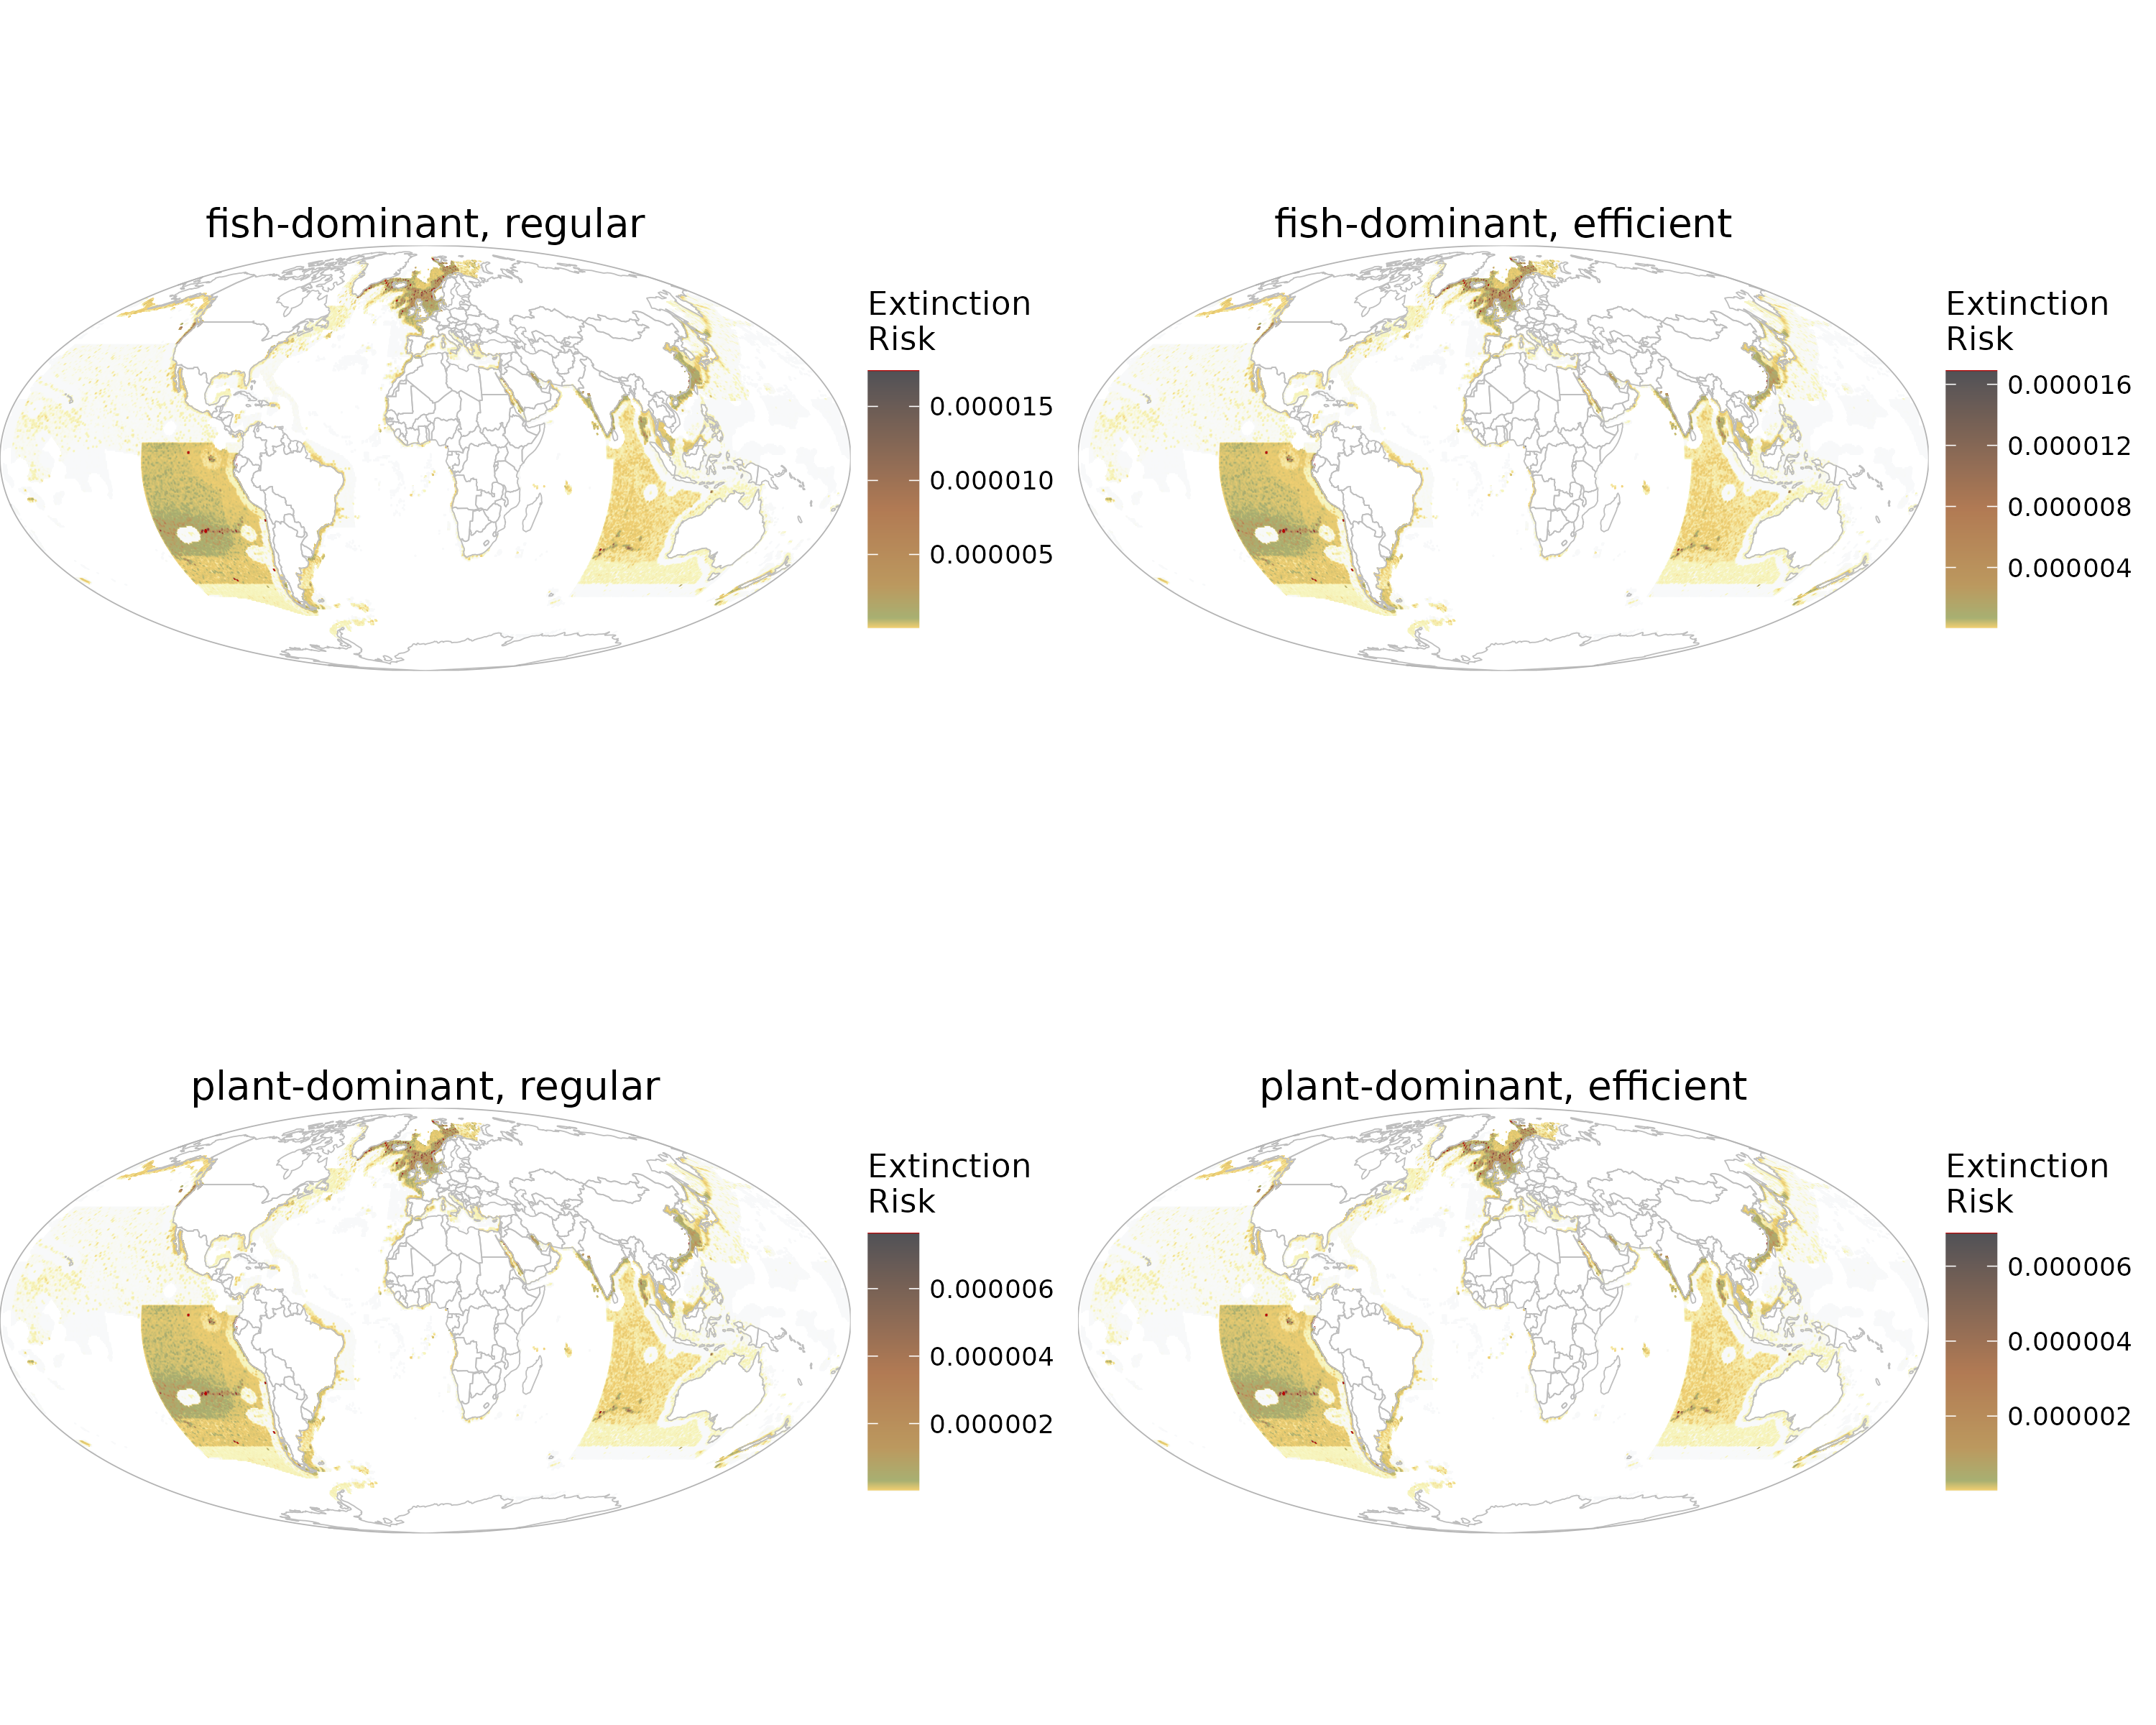 fish-dominant, regular
Extinction
Risk
0.000015
0.000010
0.000005
fish-dominant, efficient
Extinction
Risk
0.000016
0.000012
0.000008
0.000004
plant-dominant, regular
Extinction
Risk
0.000006
0.000004
0.000002
plant-dominant, efficient
Extinction
Risk
0.000006
0.000004
0.000002